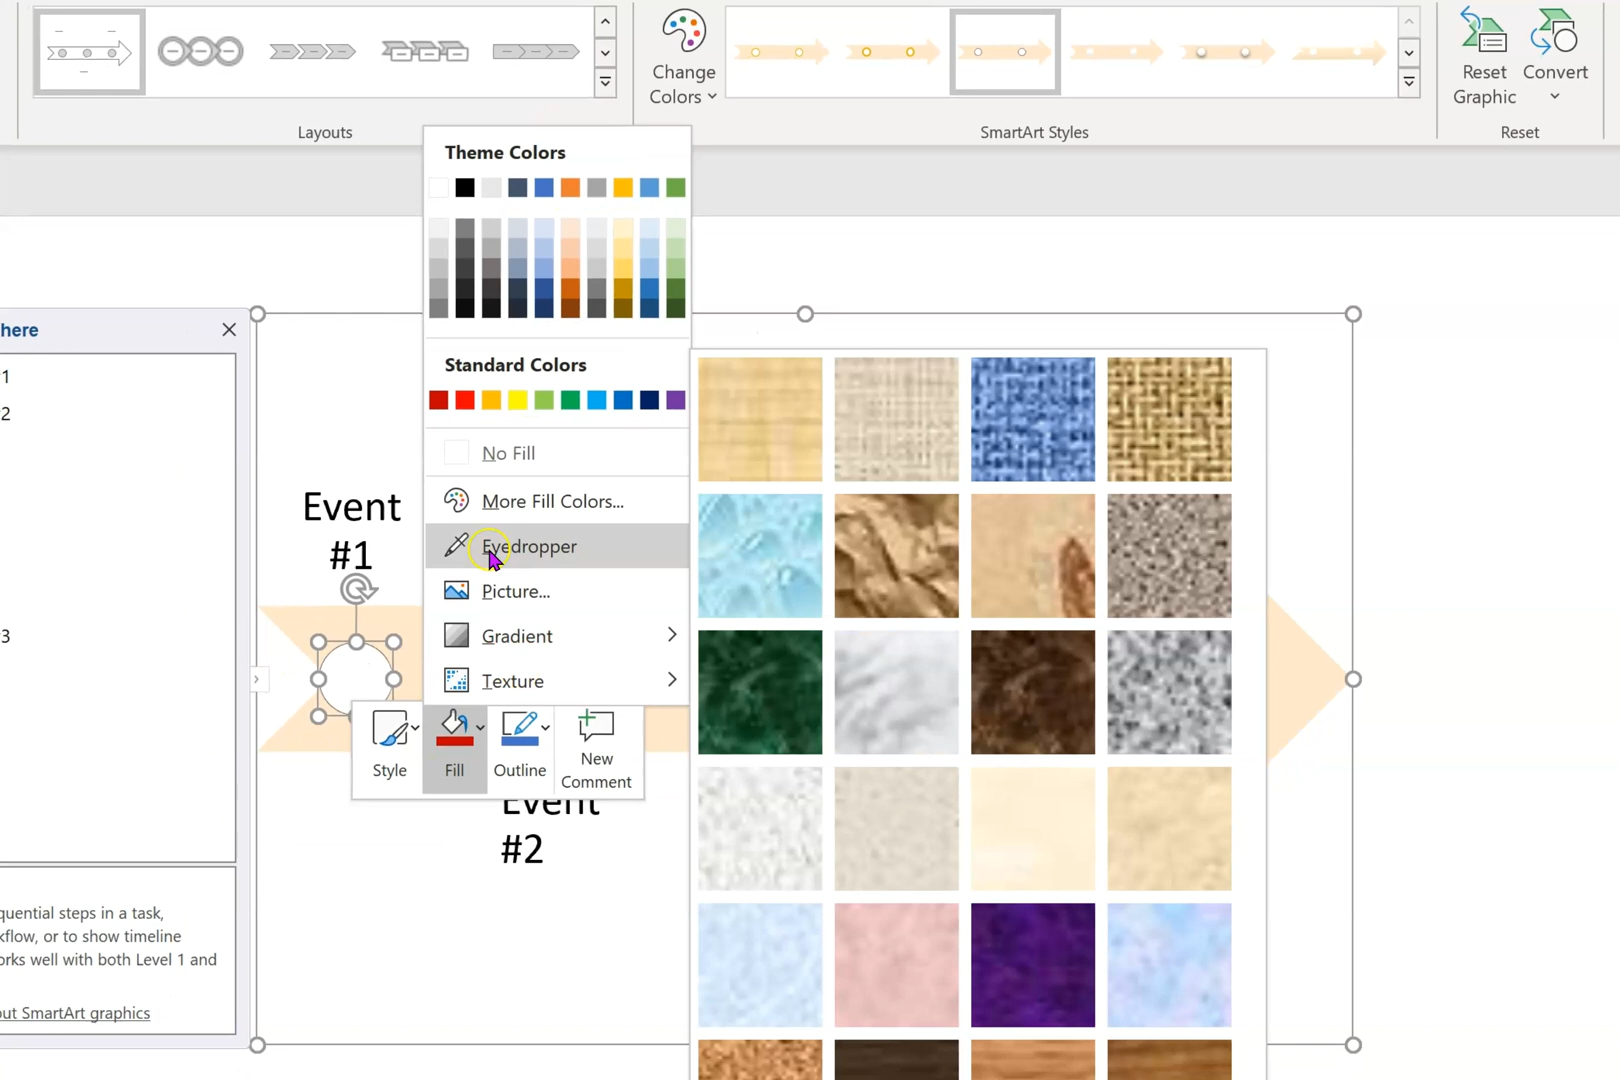 Change
Colors
Reset
Graphic
Convert
Layouts
SmartArt Styles
Reset
Theme Colors
Standard Colors
No Fill
More Fill Colors...
Eyedropper
Picture...
Gradient
Texture
Style
Fill
Outline
New
Comment
here
1
2
3
Event
#1
Event
#2
quential steps in a task,
kflow, or to show timeline
orks well with both Level 1 and
out SmartArt graphics